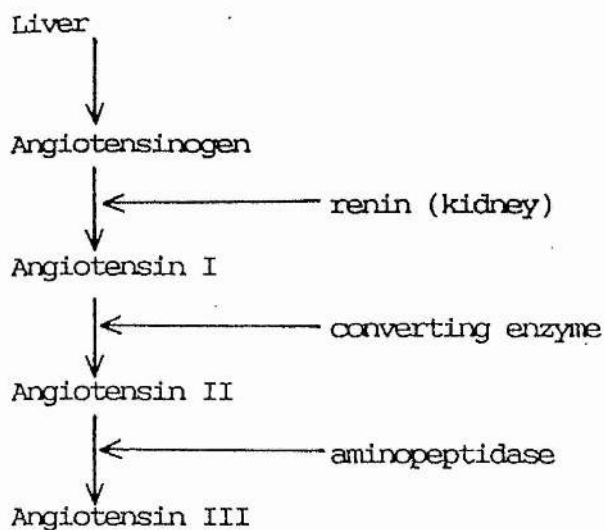 Liver
Angiotensinogen
renin (kidney)
Angiotensin I
converting enzyme
Angiotensin II
aminopeptidase
Angiotensin III